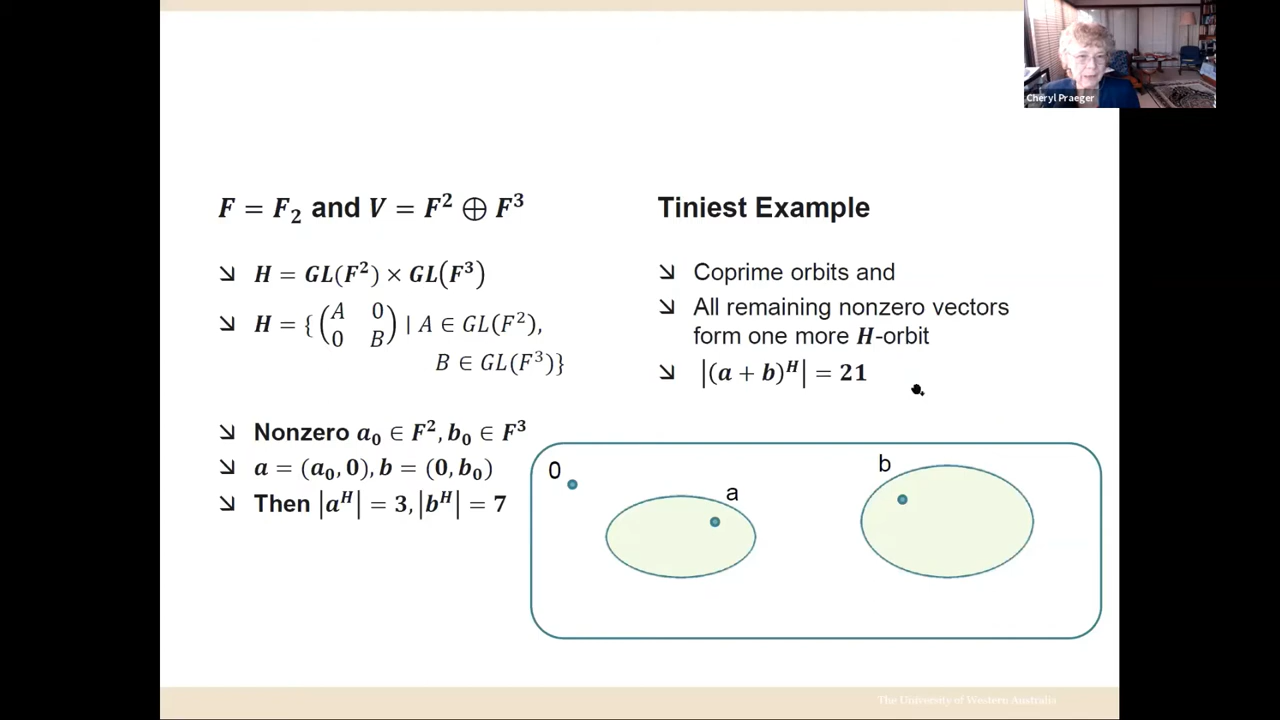 Cheryl Praeger
F = F₂ and V = F² ⊕ F³
↘ H = GL(F²) × GL(F³)
↘ H = { (A 0
0 B) | A ∈ GL(F²),
B ∈ GL(F³)}
↘ Nonzero a₀ ∈ F², b₀ ∈ F³
↘ a = (a₀, 0), b = (0, b₀)
↘ Then |aᴴ| = 3, |bᴴ| = 7
Tiniest Example
↘ Coprime orbits and
↘ All remaining nonzero vectors
form one more H-orbit
↘ |(a + b)ᴴ| = 21
0
a
b
The University of Western Australia